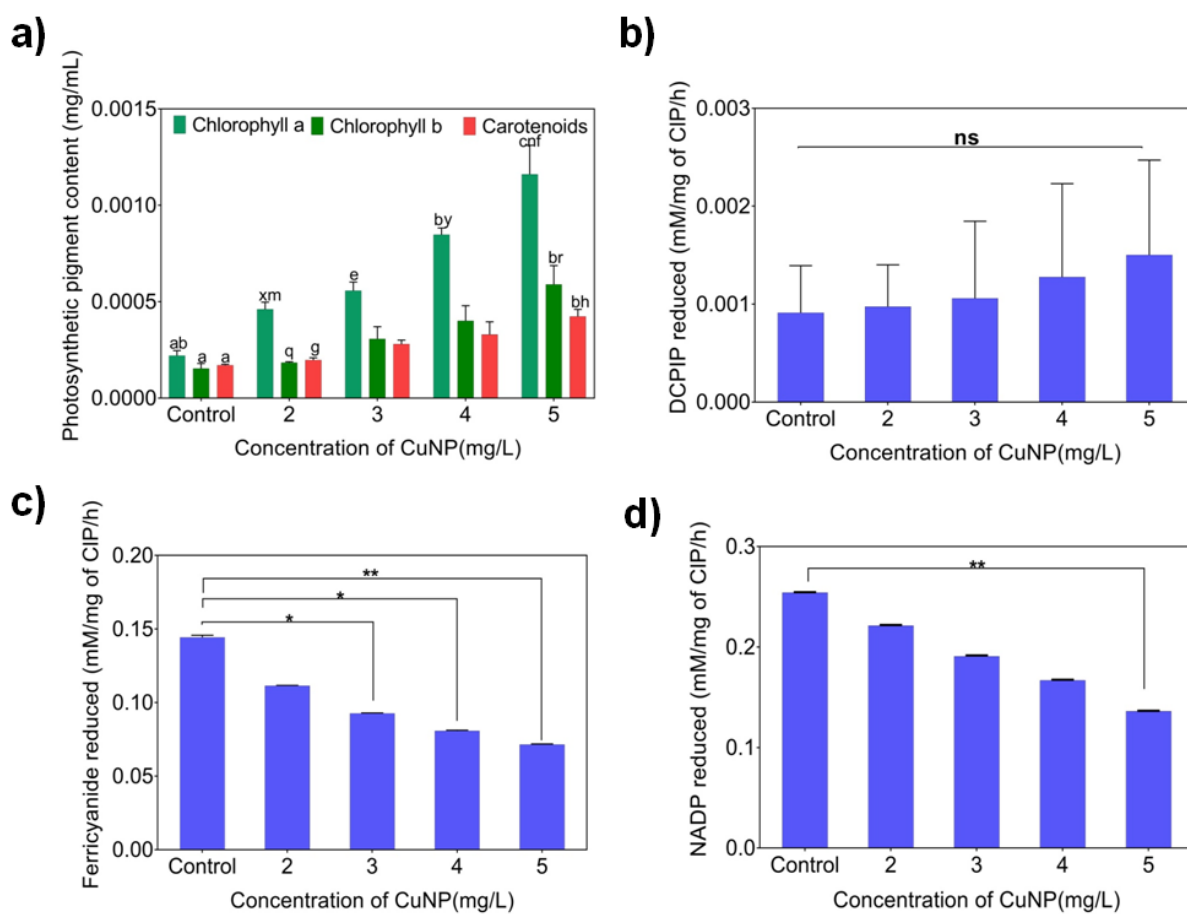 a)
Photosynthetic pigment content (mg/mL)
0.0015
0.0010
0.0005
0.0000
Chlorophyll a Chlorophyll b Carotenoids
ab a a
xm q g
e
by
cnf br bh
Control 2 3 4 5
Concentration of CuNP(mg/L)
b)
DCPIP reduced (mM/mg of ClP/h)
0.003
0.002
0.001
0.000
ns
Control 2 3 4 5
Concentration of CuNP(mg/L)
c)
Ferricyanide reduced (mM/mg of ClP/h)
0.20
0.15
0.10
0.05
0.00
**
*
*
Control 2 3 4 5
Concentration of CuNP(mg/L)
d)
NADP reduced (mM/mg of ClP/h)
0.3
0.2
0.1
0.0
**
Control 2 3 4 5
Concentration of CuNP(mg/L)